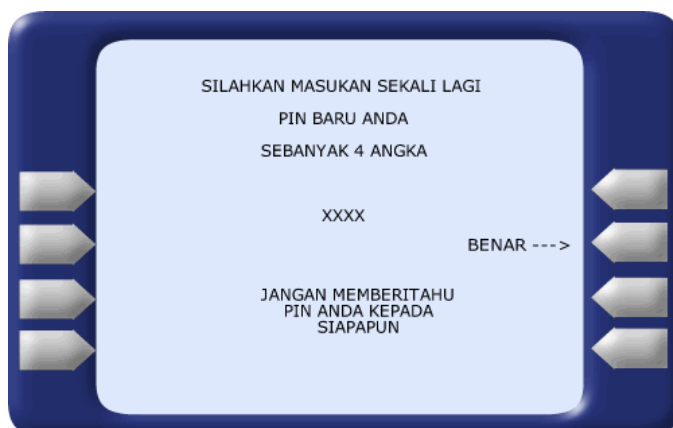 SILAHKAN MASUKAN SEKALI LAGI
PIN BARU ANDA
SEBANYAK 4 ANGKA
XXXX
BENAR --->
JANGAN MEMBERITAHU
PIN ANDA KEPADA
SIAPAPUN